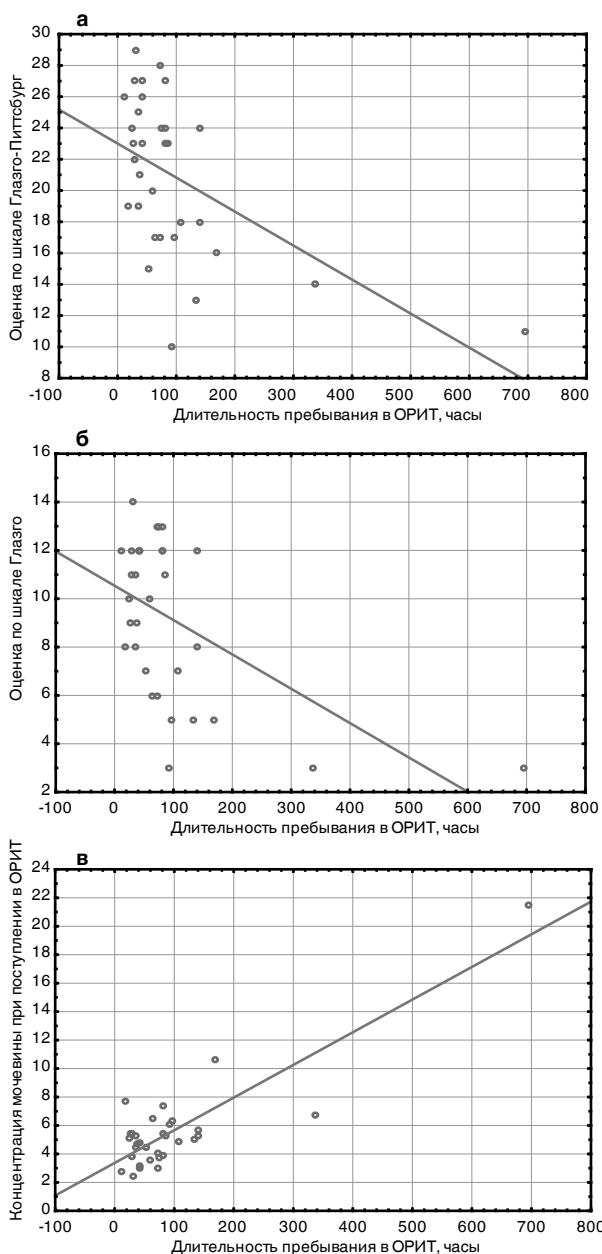 а
30
28
26
24
22
20
18
16
14
12
10
8
Оценка по шкале Глазго-Питтсбург
-100 0 100 200 300 400 500 600 700 800
Длительность пребывания в ОРИТ, часы
б
16
14
12
10
8
6
4
2
Оценка по шкале Глазго
-100 0 100 200 300 400 500 600 700 800
Длительность пребывания в ОРИТ, часы
в
24
22
20
18
16
14
12
10
8
6
4
2
0
Концентрация мочевины при поступлении в ОРИТ
-100 0 100 200 300 400 500 600 700 800
Длительность пребывания в ОРИТ, часы